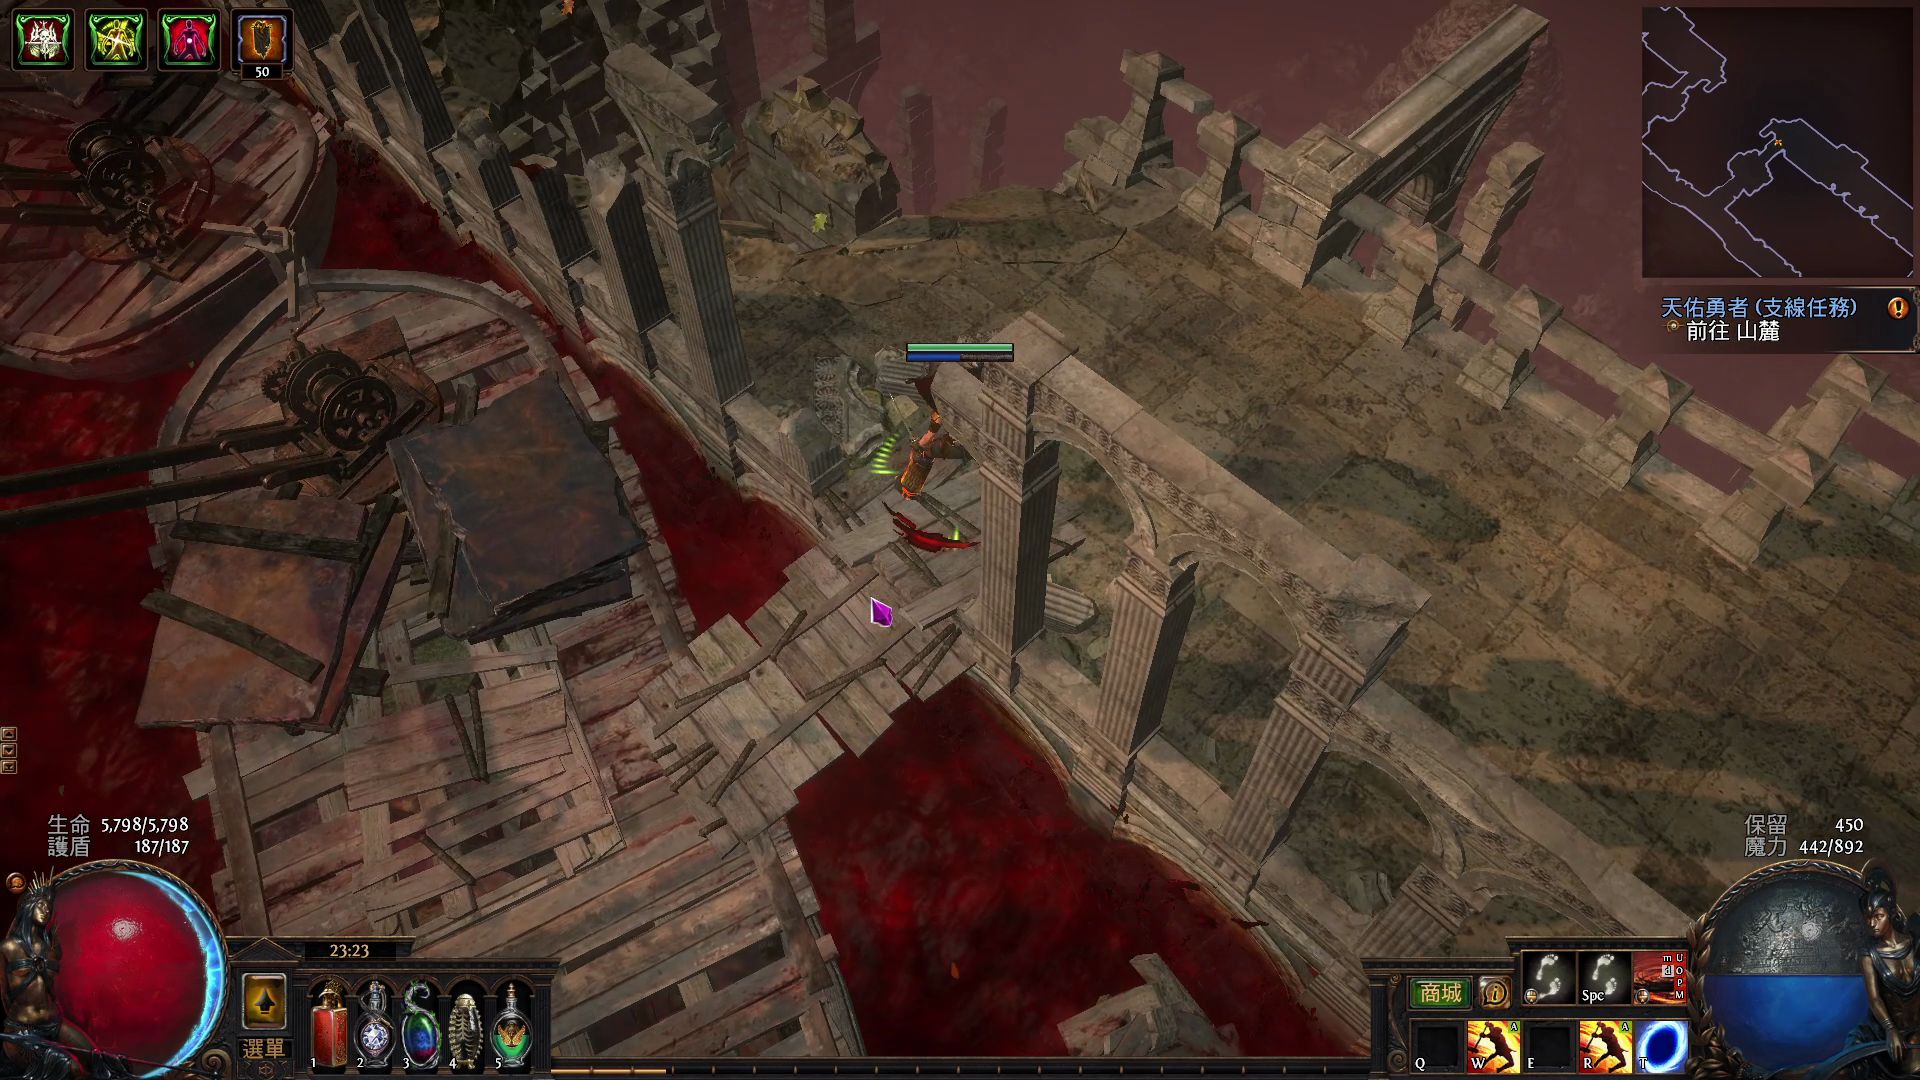 50
天佑勇者 (支線任務)
前往 山麓
生命 5,798/5,798
護盾 187/187
保留 450
魔力 442/892
23:23
選單
1 2 3 4 5
商城
Spc
m U
d O
P
M
Q W A E R A T